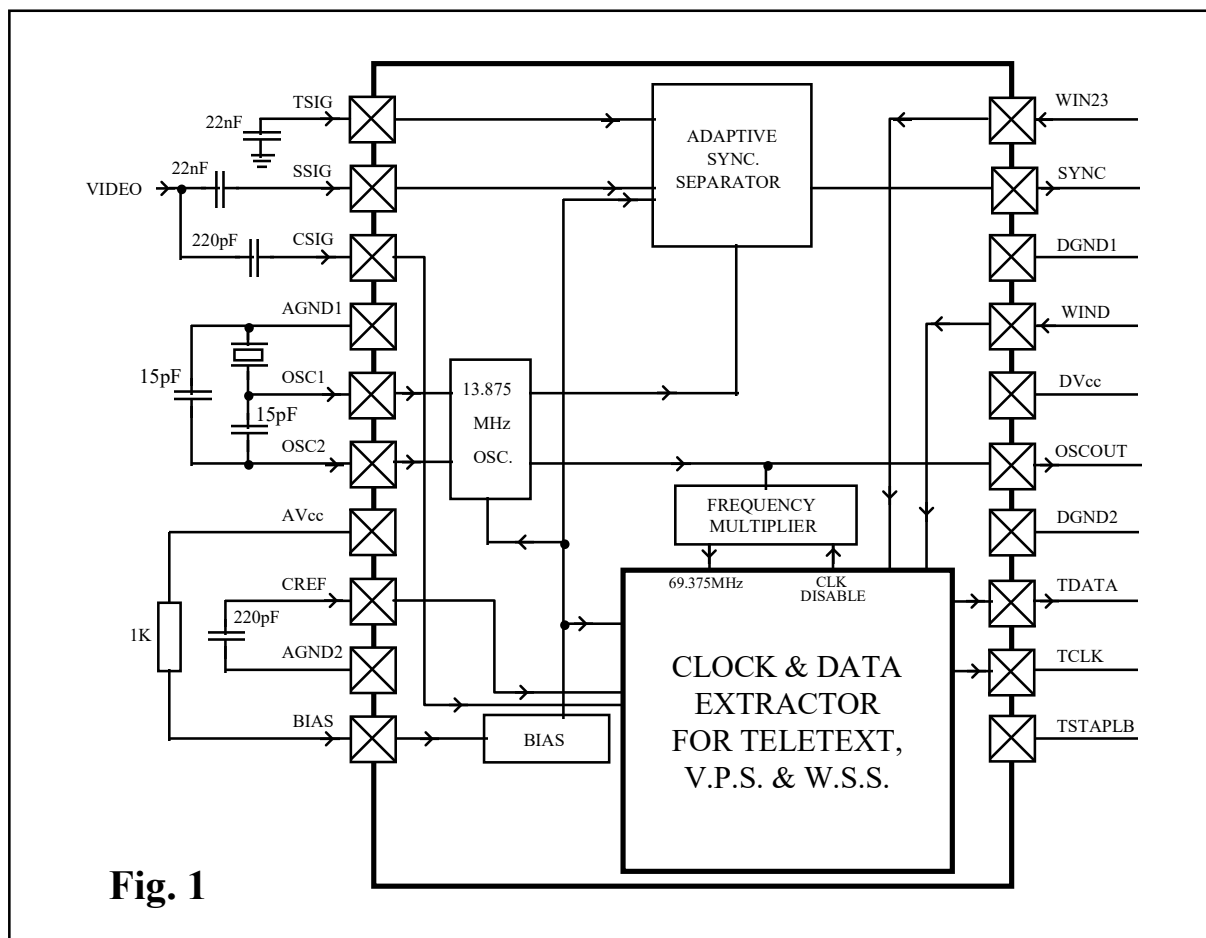 TSIG
22nF
22nF
SSIG
VIDEO
220pF
CSIG
AGND1
15pF
OSC1
15pF
OSC2
AVcc
CREF
1K
220pF
AGND2
BIAS
ADAPTIVE
SYNC.
SEPARATOR
13.875
MHz
OSC.
FREQUENCY
MULTIPLIER
69.375MHz
CLK
DISABLE
CLOCK & DATA
EXTRACTOR
FOR TELETEXT,
V.P.S. & W.S.S.
BIAS
WIN23
SYNC
DGND1
WIND
DVcc
OSCOUT
DGND2
TDATA
TCLK
TSTAPLB
Fig. 1